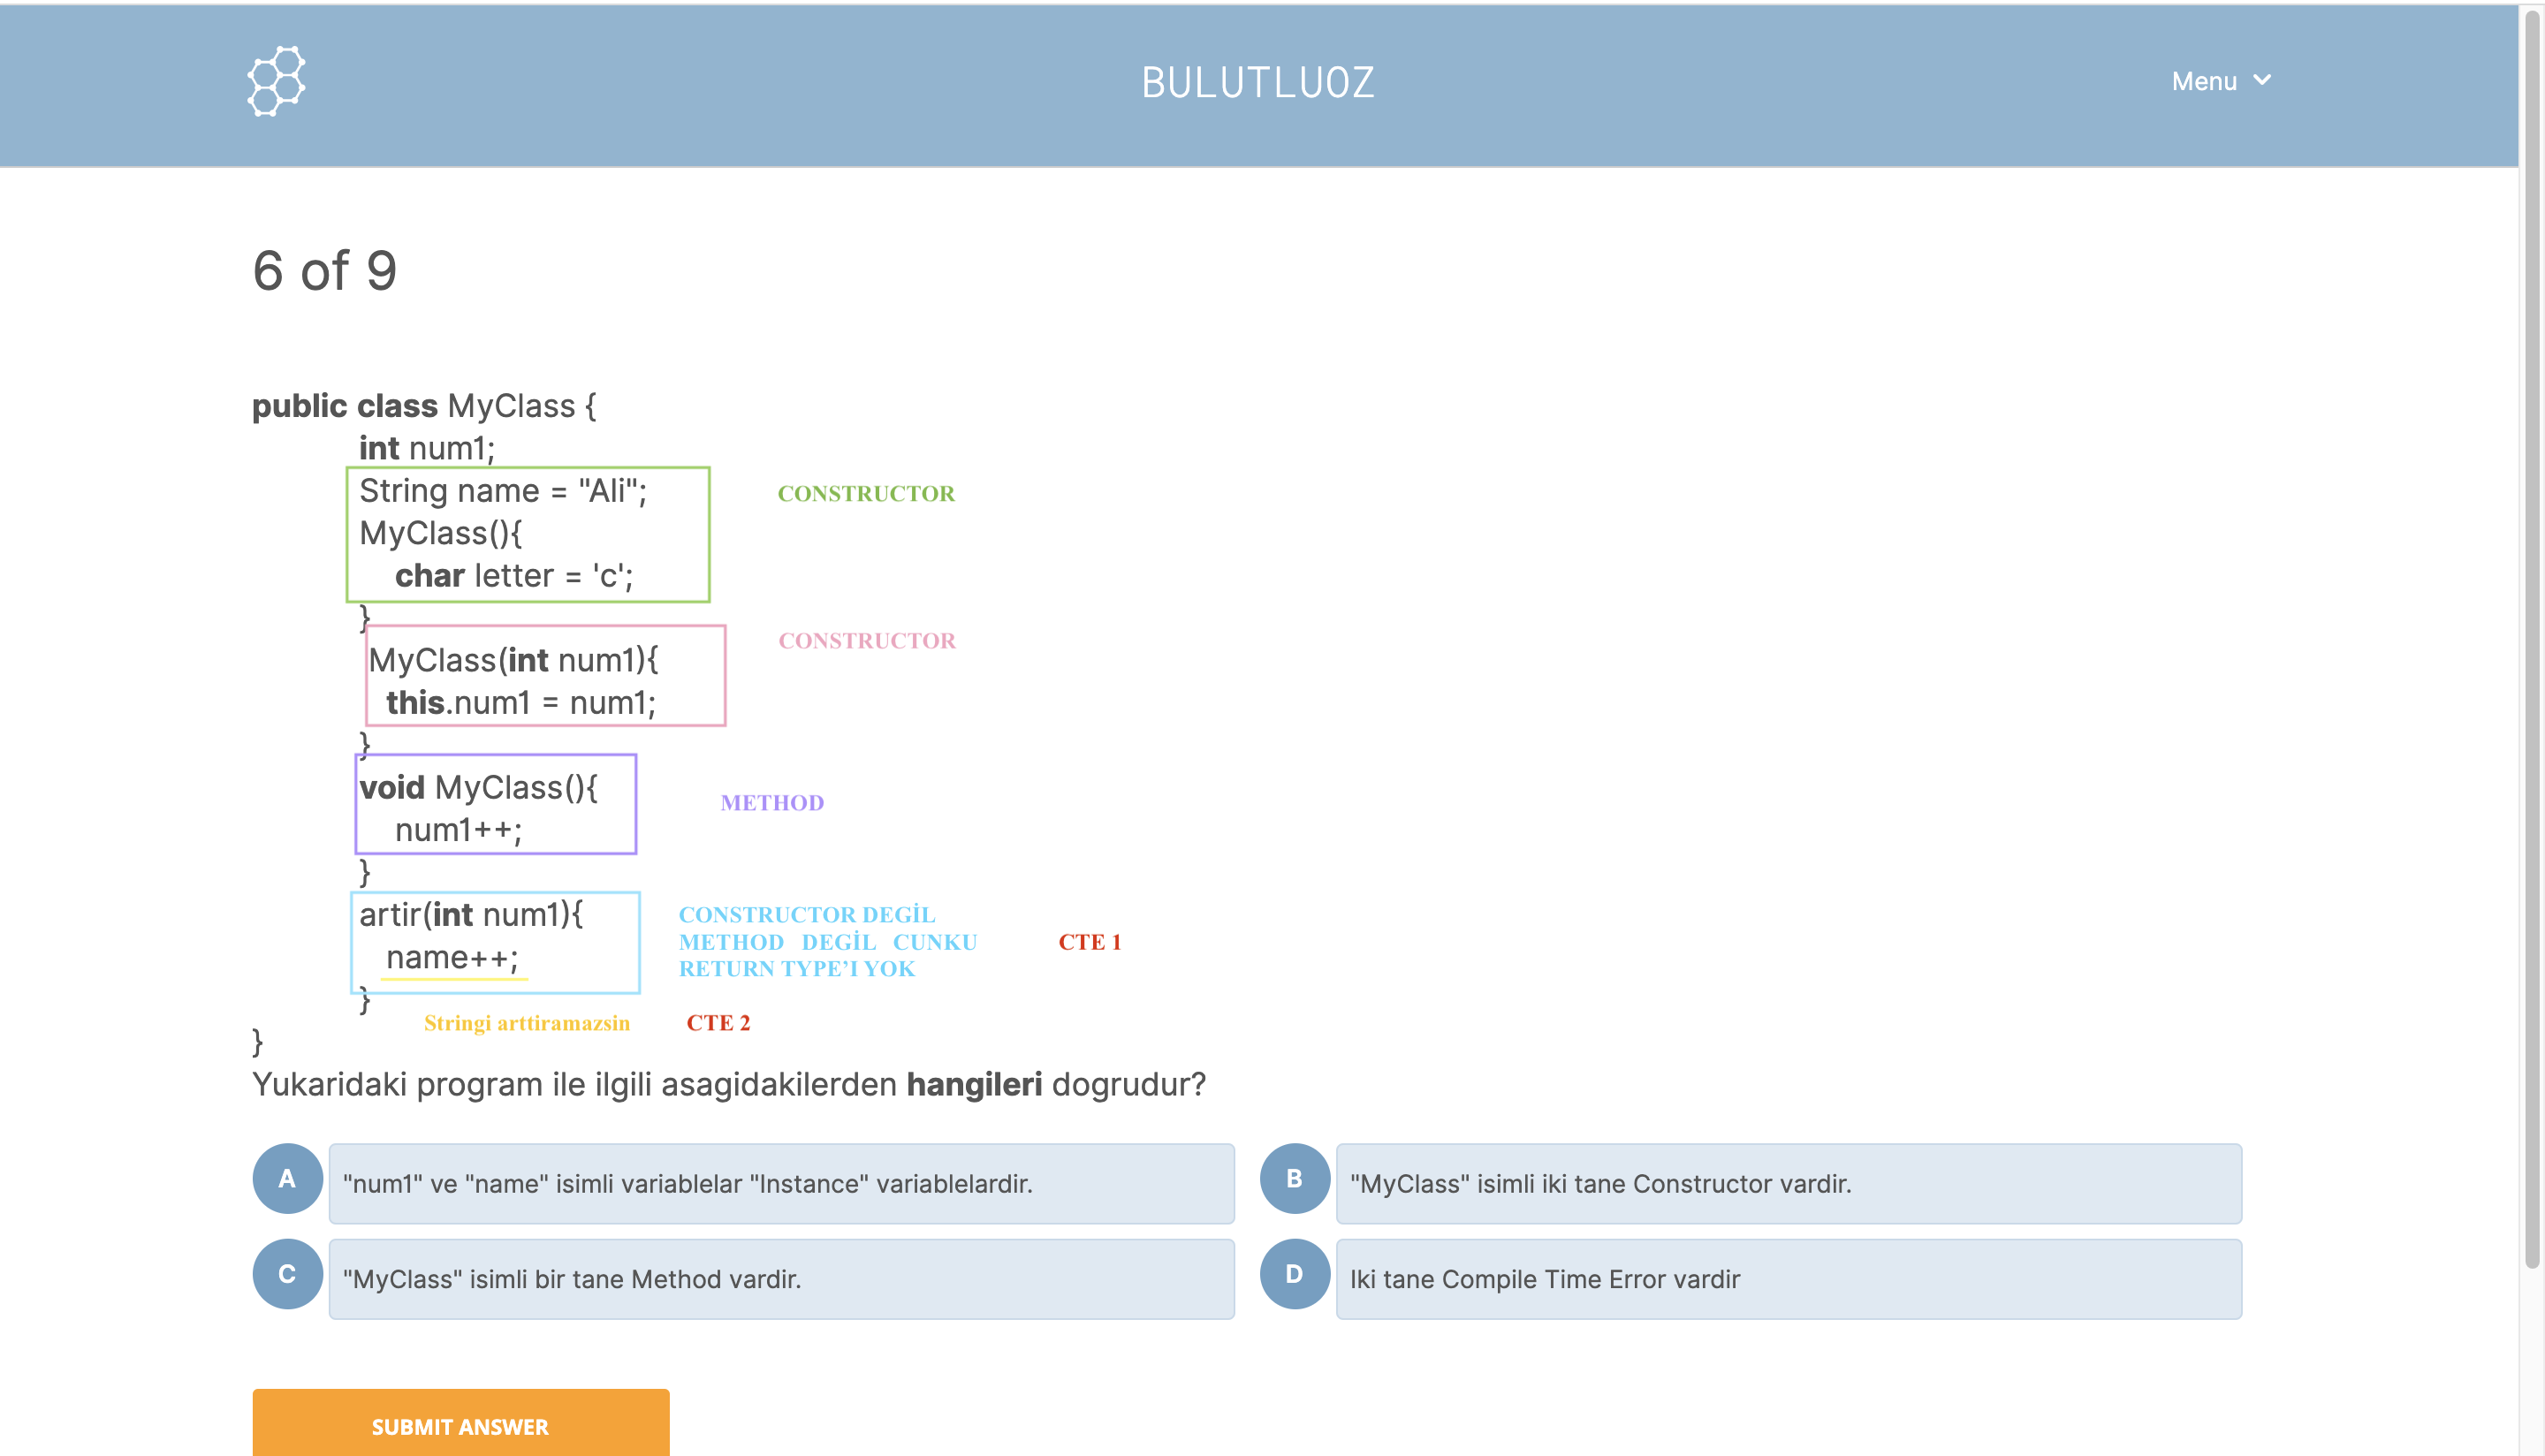 BULUTLUOZ
Menu
6 of 9
public class MyClass {
int num1;
String name = "Ali";
CONSTRUCTOR
MyClass(){
char letter = 'c';
}
CONSTRUCTOR
MyClass(int num1){
this.num1 = num1;
}
void MyClass(){
METHOD
num1++;
}
artir(int num1){
CONSTRUCTOR DEGİL
METHOD DEGİL CUNKU
CTE 1
name++;
RETURN TYPE’I YOK
}
Stringi arttiramazsin
CTE 2
}
Yukaridaki program ile ilgili asagidakilerden hangileri dogrudur?
A
"num1" ve "name" isimli variablelar "Instance" variablelardir.
B
"MyClass" isimli iki tane Constructor vardir.
C
"MyClass" isimli bir tane Method vardir.
D
Iki tane Compile Time Error vardir
SUBMIT ANSWER